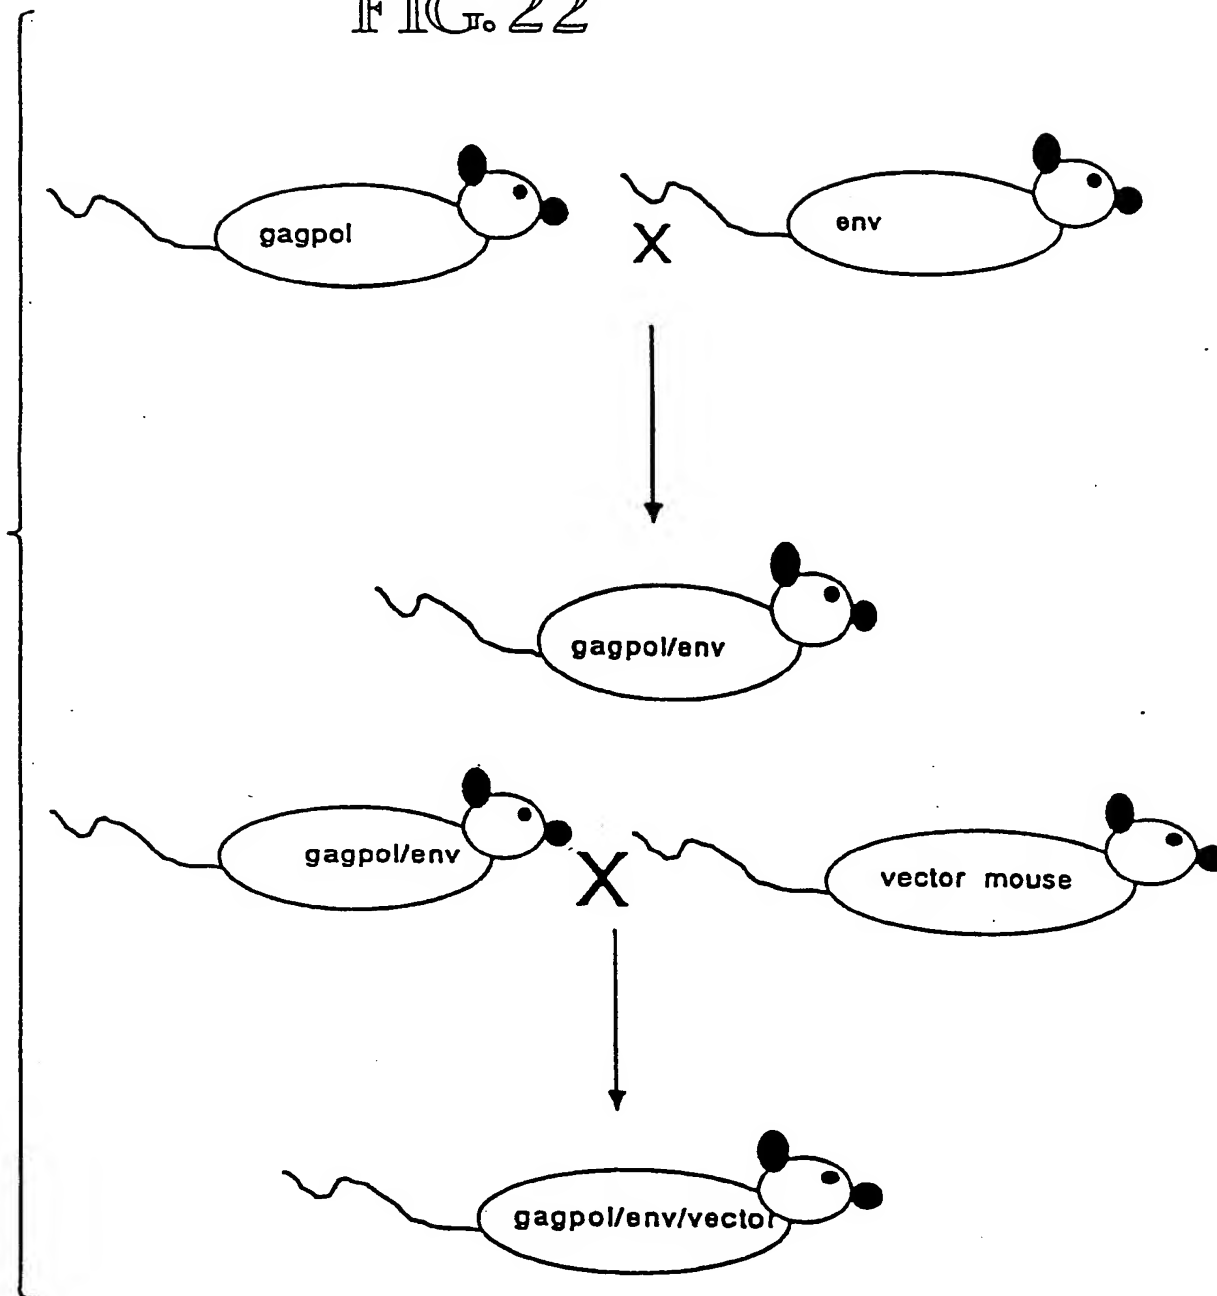 FIG. 22
gagpol
X
env
gagpol/env
gagpol/env
X
vector mouse
gagpol/env/vector